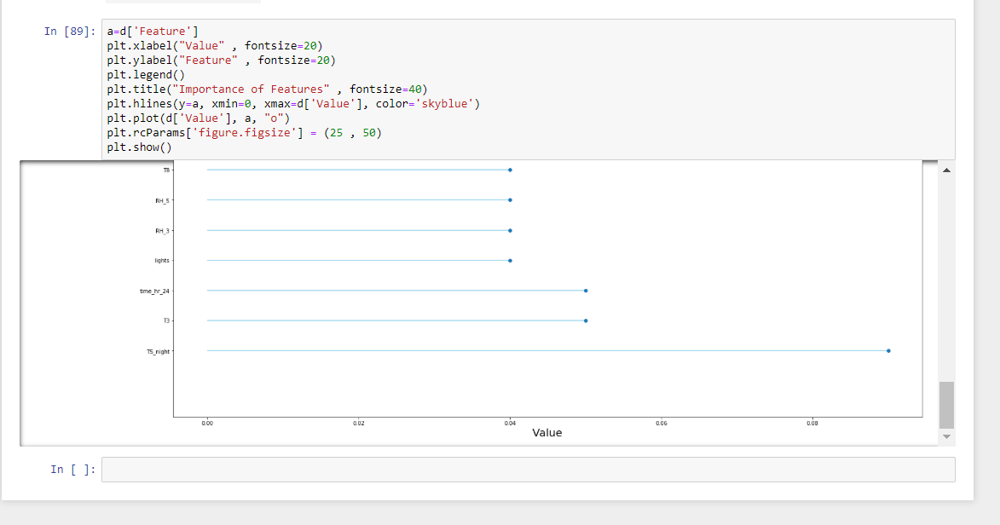 In [89]:
a=d['Feature']
plt.xlabel("Value" , fontsize=20)
plt.ylabel("Feature" , fontsize=20)
plt.legend()
plt.title("Importance of Features" , fontsize=40)
plt.hlines(y=a, xmin=0, xmax=d['Value'], color='skyblue')
plt.plot(d['Value'], a, "o")
plt.rcParams['figure.figsize'] = (25 , 50)
plt.show()
T8
RH_5
RH_3
lights
time_hr_24
T3
TS_night
0.00 0.02 0.04 0.06 0.08
Value
In [ ]: